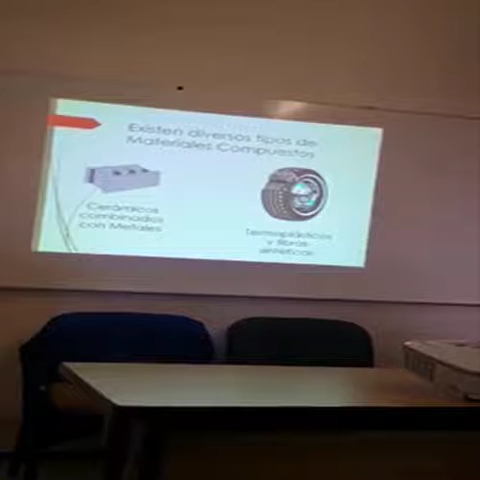 Existen diversos tipos de
Materiales Compuestos
Cerámicos
combinados
con Metales
Termoplásticos
y fibras
sintéticas